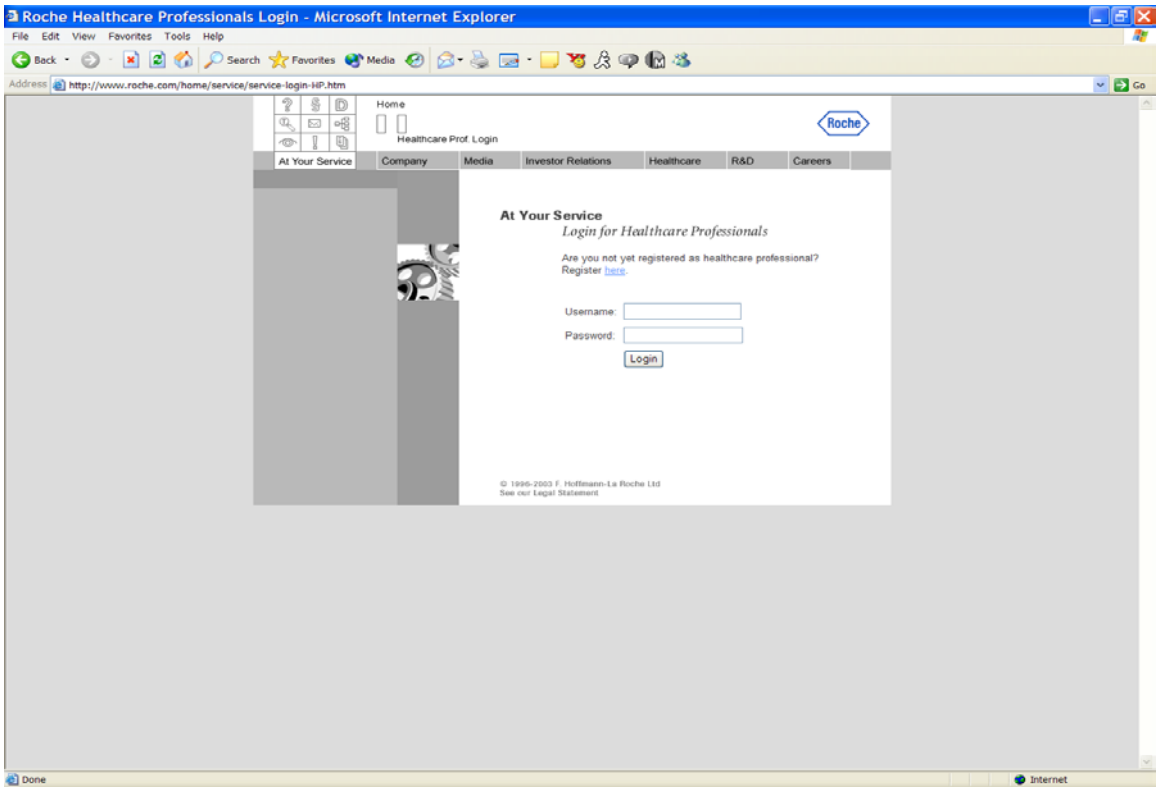 Roche Healthcare Professionals Login - Microsoft Internet Explorer
File Edit View Favorites Tools Help
Back Search Favorites Media
Address http://www.roche.com/home/service/service-login-HP.htm Go
Home
Healthcare Prof. Login
Roche
At Your Service Company Media Investor Relations Healthcare R&D Careers
At Your Service
Login for Healthcare Professionals
Are you not yet registered as healthcare professional?
Register here.
Username:
Password:
Login
© 1996-2003 F. Hoffmann-La Roche Ltd
See our Legal Statement
Done Internet